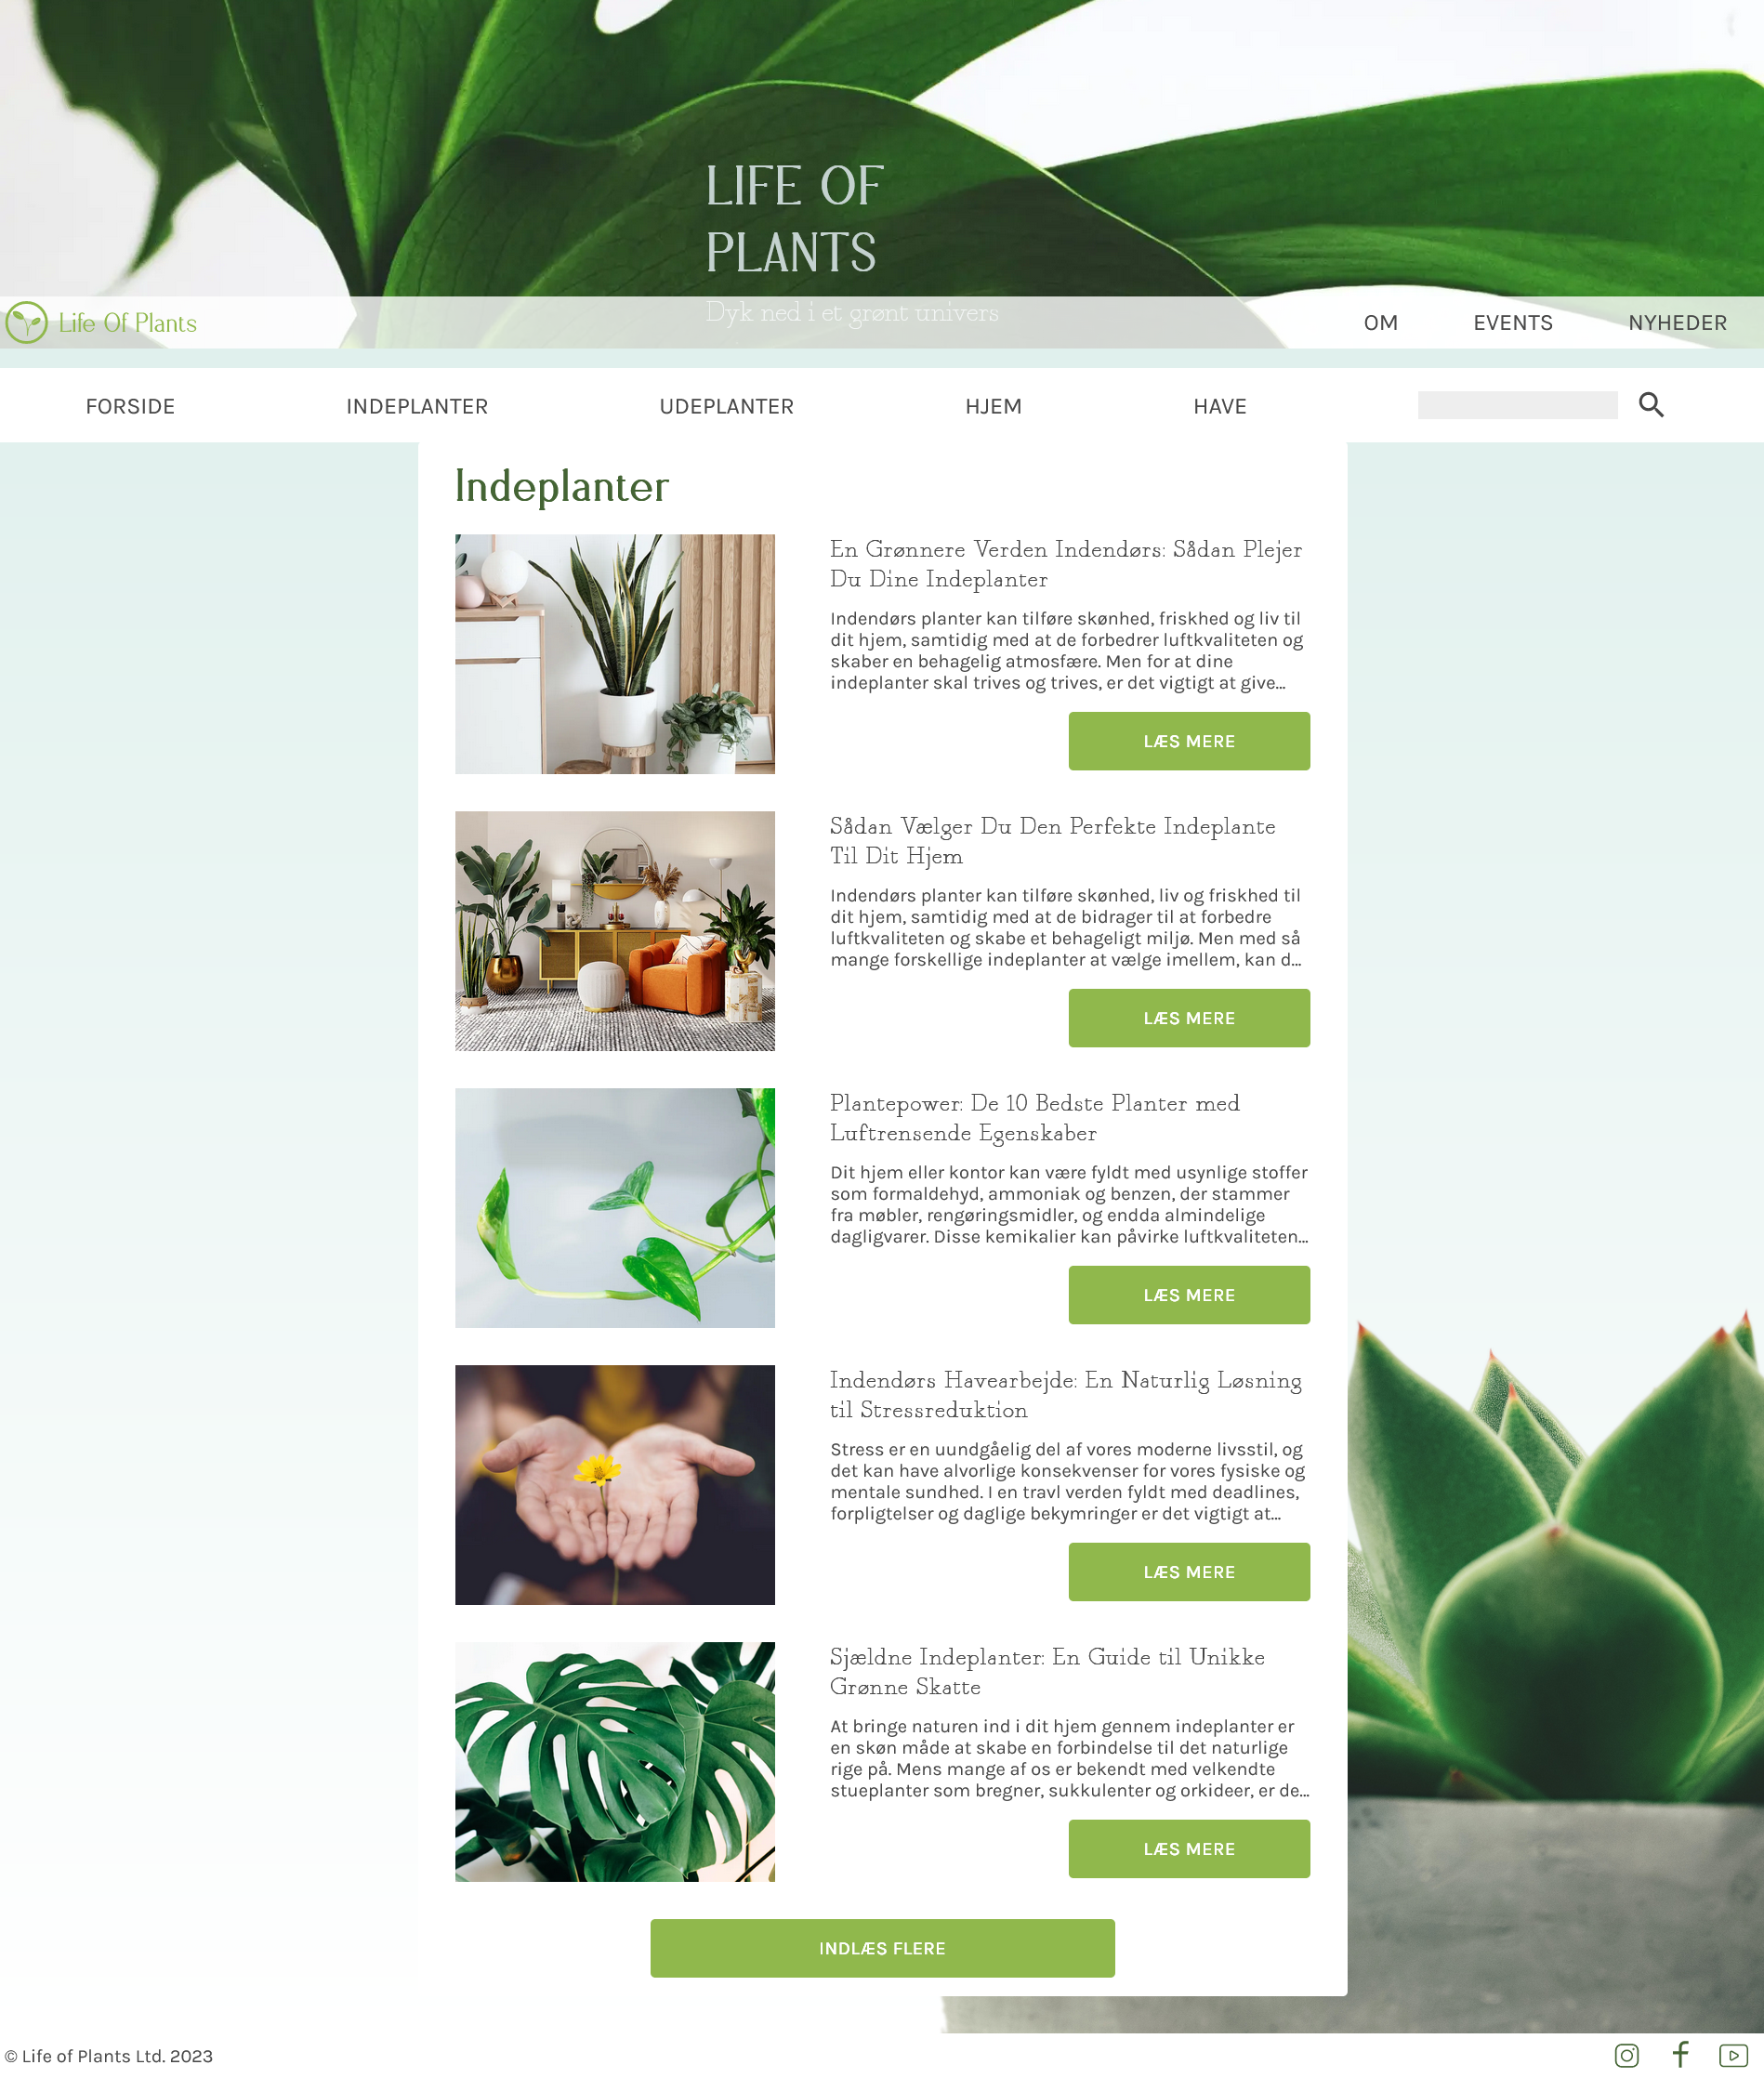 LIFE OF
PLANTS
Dyk ned i et grønt univers
Life Of Plants
OM
EVENTS
NYHEDER
FORSIDE
INDEPLANTER
UDEPLANTER
HJEM
HAVE
Indeplanter
En Grønnere Verden Indendørs: Sådan Plejer
Du Dine Indeplanter
Indendørs planter kan tilføre skønhed, friskhed og liv til
dit hjem, samtidig med at de forbedrer luftkvaliteten og
skaber en behagelig atmosfære. Men for at dine
indeplanter skal trives og trives, er det vigtigt at give...
LÆS MERE
Sådan Vælger Du Den Perfekte Indeplante
Til Dit Hjem
Indendørs planter kan tilføre skønhed, liv og friskhed til
dit hjem, samtidig med at de bidrager til at forbedre
luftkvaliteten og skabe et behageligt miljø. Men med så
mange forskellige indeplanter at vælge imellem, kan d...
LÆS MERE
Plantepower: De 10 Bedste Planter med
Luftrensende Egenskaber
Dit hjem eller kontor kan være fyldt med usynlige stoffer
som formaldehyd, ammoniak og benzen, der stammer
fra møbler, rengøringsmidler, og endda almindelige
dagligvarer. Disse kemikalier kan påvirke luftkvaliteten...
LÆS MERE
Indendørs Havearbejde: En Naturlig Løsning
til Stressreduktion
Stress er en uundgåelig del af vores moderne livsstil, og
det kan have alvorlige konsekvenser for vores fysiske og
mentale sundhed. I en travl verden fyldt med deadlines,
forpligtelser og daglige bekymringer er det vigtigt at...
LÆS MERE
Sjældne Indeplanter: En Guide til Unikke
Grønne Skatte
At bringe naturen ind i dit hjem gennem indeplanter er
en skøn måde at skabe en forbindelse til det naturlige
rige på. Mens mange af os er bekendt med velkendte
stueplanter som bregner, sukkulenter og orkideer, er de...
LÆS MERE
INDLÆS FLERE
© Life of Plants Ltd. 2023